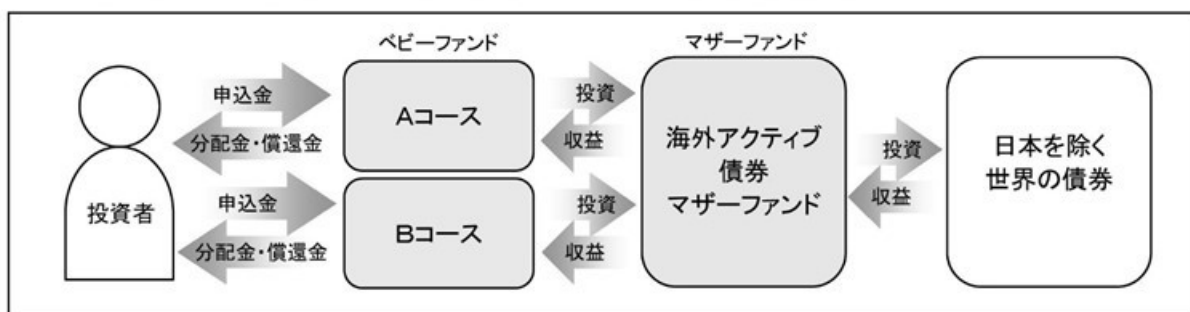 ベビーファンド
マザーファンド
申込金
分配金・償還金
申込金
分配金・償還金
投資者
Aコース
Bコース
投資
収益
投資
収益
海外アクティブ
債券
マザーファンド
投資
収益
日本を除く
世界の債券